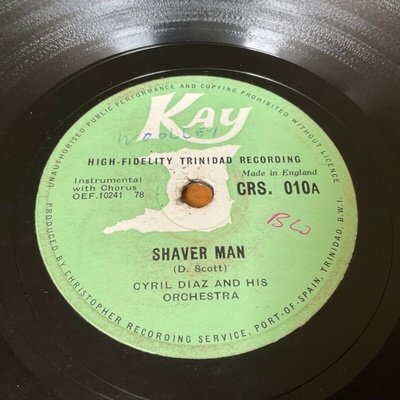 UNAUTHORISED PUBLIC PERFORMANCE AND COPYING PROHIBITED WITHOUT LICENCE
Kay
WOOLLEY
HIGH-FIDELITY TRINIDAD RECORDING
Instrumental
with Chorus
OEF.10241 78
Made in England
CRS. 010A
BW
SHAVER MAN
(D. Scott)
CYRIL DIAZ AND HIS
ORCHESTRA
PRODUCED BY CHRISTOPHER RECORDING SERVICE, PORT-OF-SPAIN, TRINIDAD, B.W.I.